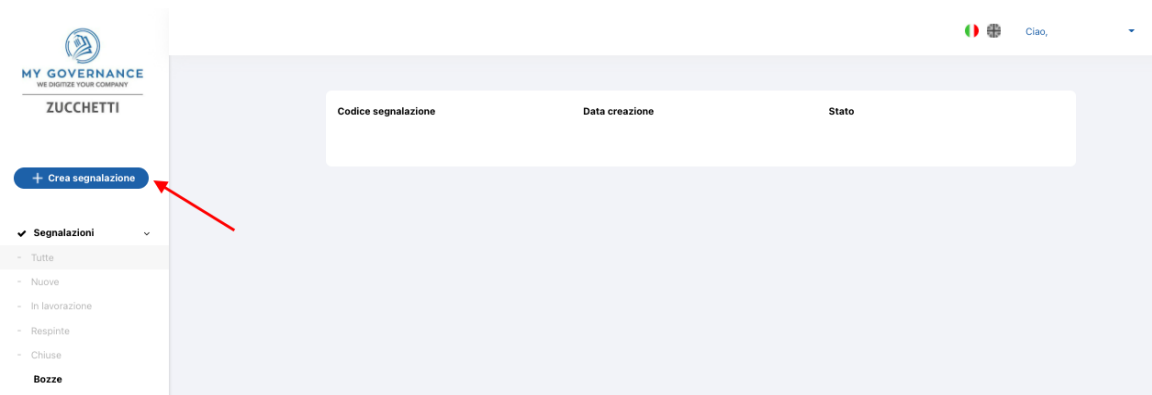 MY GOVERNANCE
WE DIGITIZE YOUR COMPANY
ZUCCHETTI
Ciao,
Codice segnalazione Data creazione Stato
+ Crea segnalazione
Segnalazioni
- Tutte
- Nuove
- In lavorazione
- Respinte
- Chiuse
Bozze